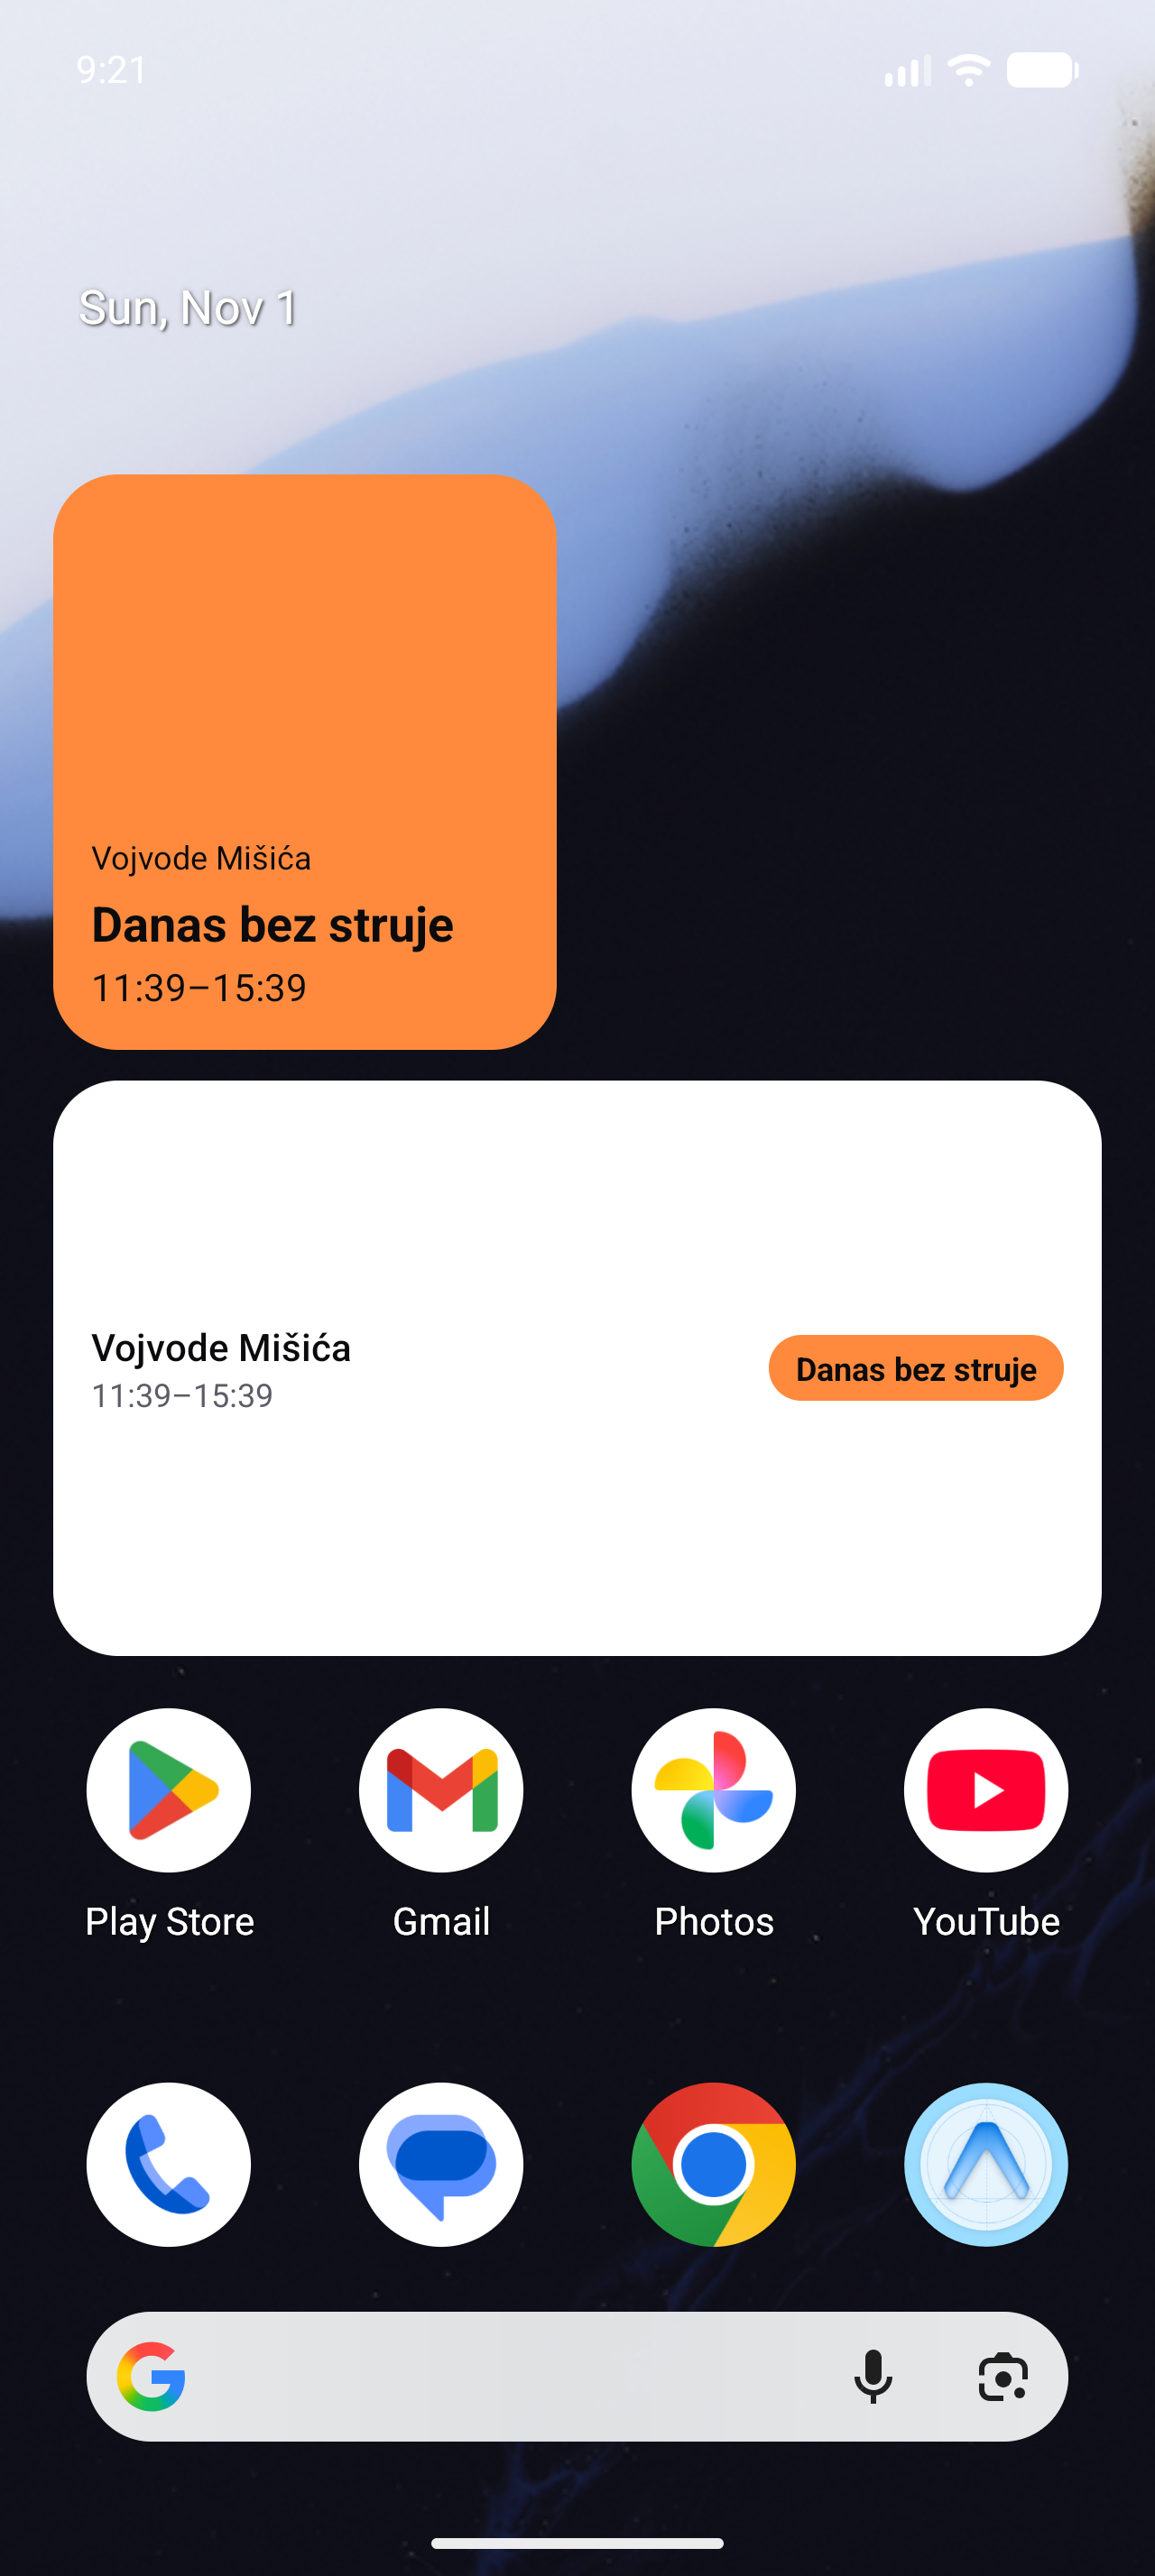 9:21
Sun, Nov 1
Vojvode Mišića
Danas bez struje
11:39–15:39
Vojvode Mišića
11:39–15:39
Danas bez struje
Play Store
Gmail
Photos
YouTube